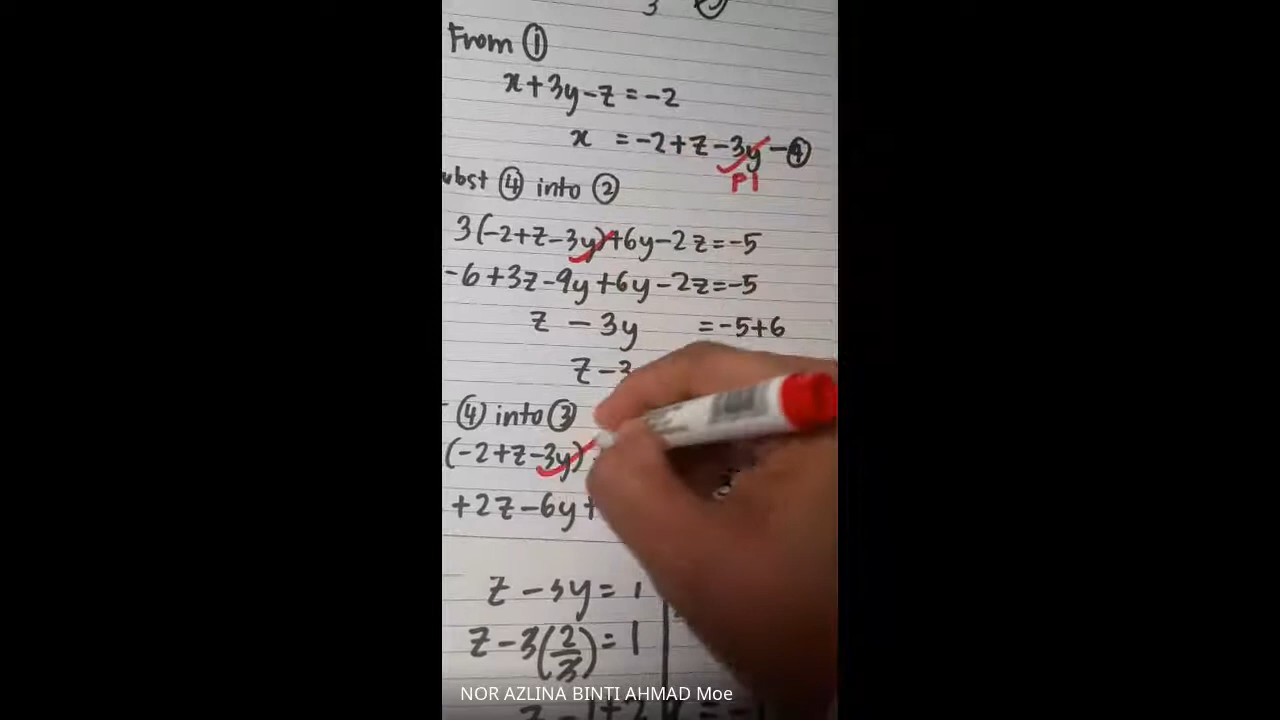 3
From ①
x+3y-z=-2
x = -2+z-3y -④
P1
ubst ④ into ②
3(-2+z-3y)+6y-2z=-5
-6+3z-9y+6y-2z=-5
z - 3y = -5+6
z-3
④ into ③
(-2+z-3y)
+2z-6y+
z-3y=1
z-3(2/3)=1
NOR AZLINA BINTI AHMAD Moe